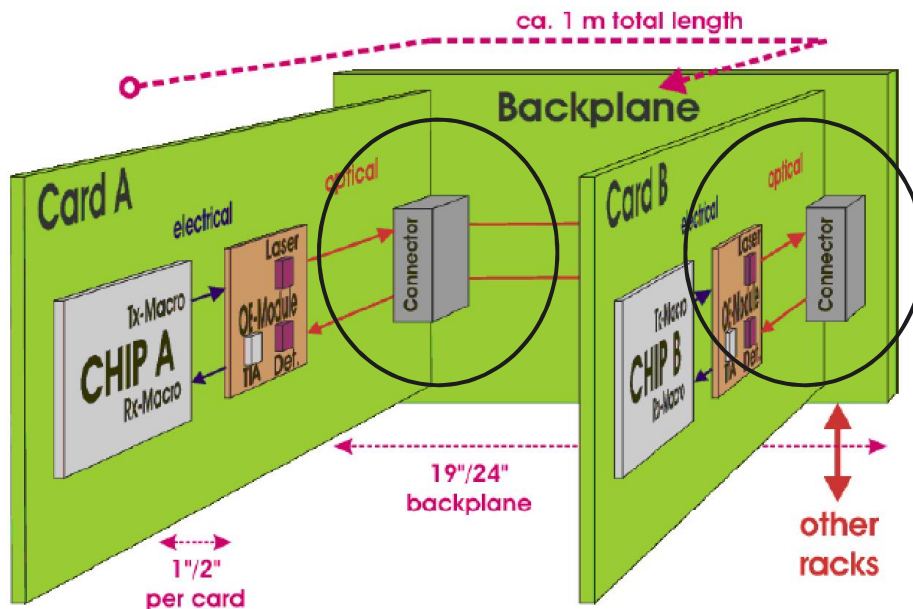 ca. 1 m total length
Backplane
Card A
electrical
optical
Laser
OE-Module
TIA
Det.
Connector
Tx-Macro
CHIP A
Rx-Macro
Card B
electrical
optical
Laser
OE-Module
TIA
Det.
Connector
Tx-Macro
CHIP B
Rx-Macro
19"/24"
backplane
1"/2"
per card
other
racks